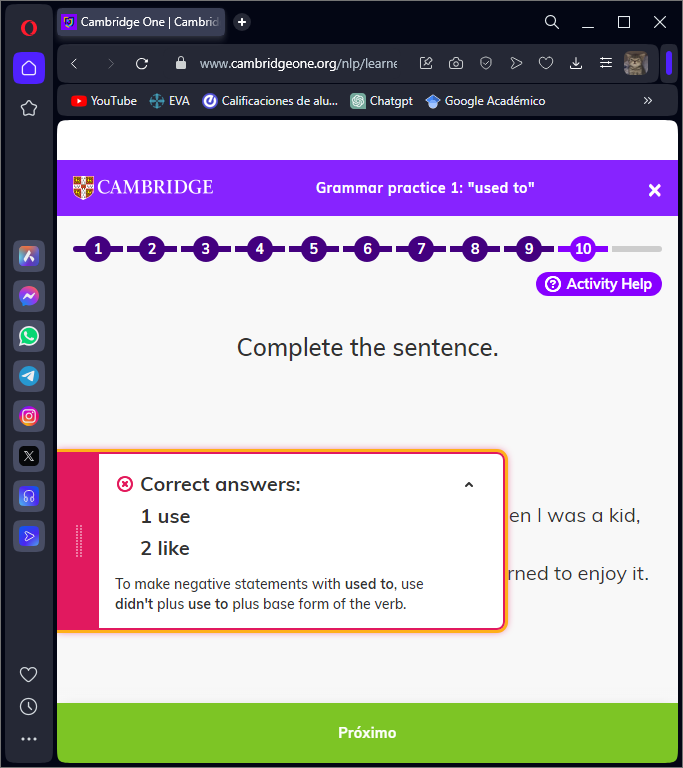 Cambridge One | Cambrid
www.cambridgeone.org/nlp/learne
YouTube
EVA
Calificaciones de alu...
Chatgpt
Google Académico
CAMBRIDGE
Grammar practice 1: "used to"
1 2 3 4 5 6 7 8 9 10
Activity Help
Complete the sentence.
Correct answers:
1 use
2 like
To make negative statements with used to, use
didn't plus use to plus base form of the verb.
en I was a kid,
rned to enjoy it.
Próximo